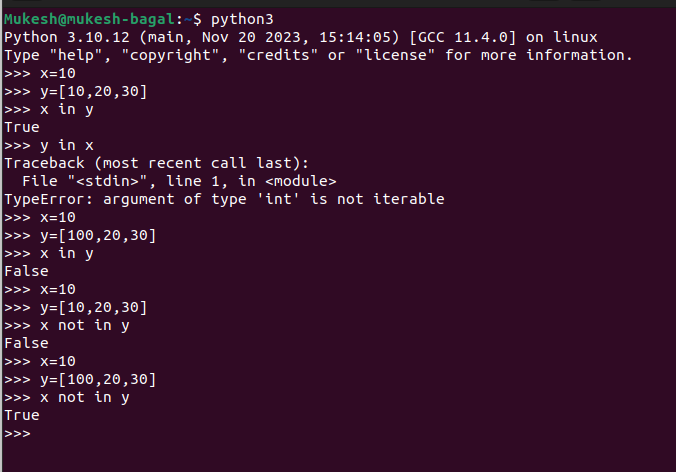 Mukesh@mukesh-bagal:~$ python3
Python 3.10.12 (main, Nov 20 2023, 15:14:05) [GCC 11.4.0] on linux
Type "help", "copyright", "credits" or "license" for more information.
>>> x=10
>>> y=[10,20,30]
>>> x in y
True
>>> y in x
Traceback (most recent call last):
  File "<stdin>", line 1, in <module>
TypeError: argument of type 'int' is not iterable
>>> x=10
>>> y=[100,20,30]
>>> x in y
False
>>> x=10
>>> y=[10,20,30]
>>> x not in y
False
>>> x=10
>>> y=[100,20,30]
>>> x not in y
True
>>>